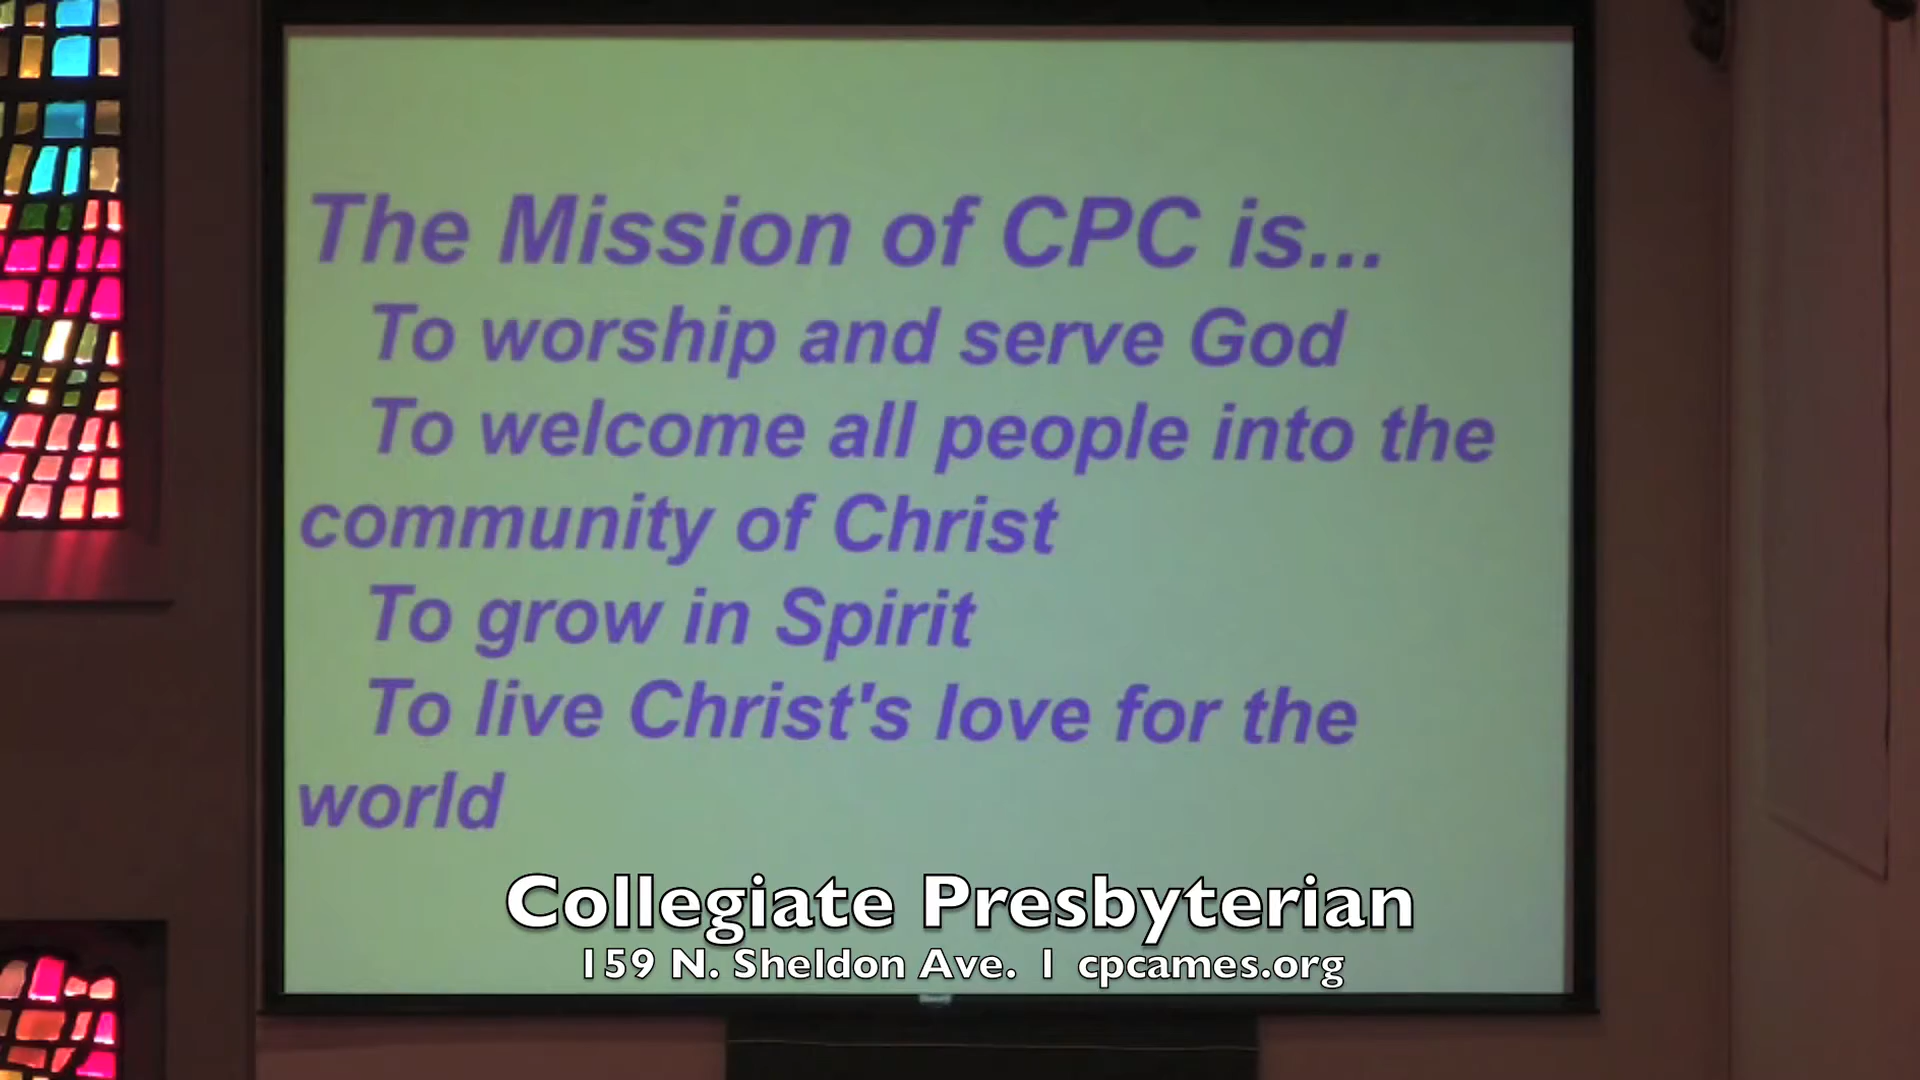 The Mission of CPC is...
To worship and serve God
To welcome all people into the
community of Christ
To grow in Spirit
To live Christ's love for the
world
Collegiate Presbyterian
159 N. Sheldon Ave. | cpcames.org